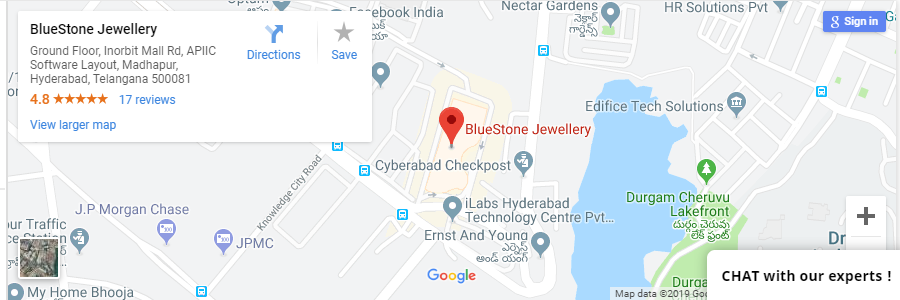 BlueStone Jewellery
Ground Floor, Inorbit Mall Rd, APIIC
Software Layout, Madhapur,
Hyderabad, Telangana 500081
4.8
17 reviews
View larger map
Directions
Save
Facebook India
Nectar Gardens
నెక్టార్
గార్డెన్స్
HR Solutions Pvt
Sign in
Edifice Tech Solutions
BlueStone Jewellery
Cyberabad Checkpost
Knowledge City Road
iLabs Hyderabad
Technology Centre Pvt...
Ernst And Young
ఎర్న్స్ట్
అండ్ యంగ్
Durgam Cheruvu
Lakefront
దుర్గం చెరువు
లేక్ ఫ్రంట్
J.P Morgan Chase
JPMC
our Traffic
ce Station
My Home Bhooja
Google
Map data ©2019 Goo
Durga
Dr
CHAT with our experts !